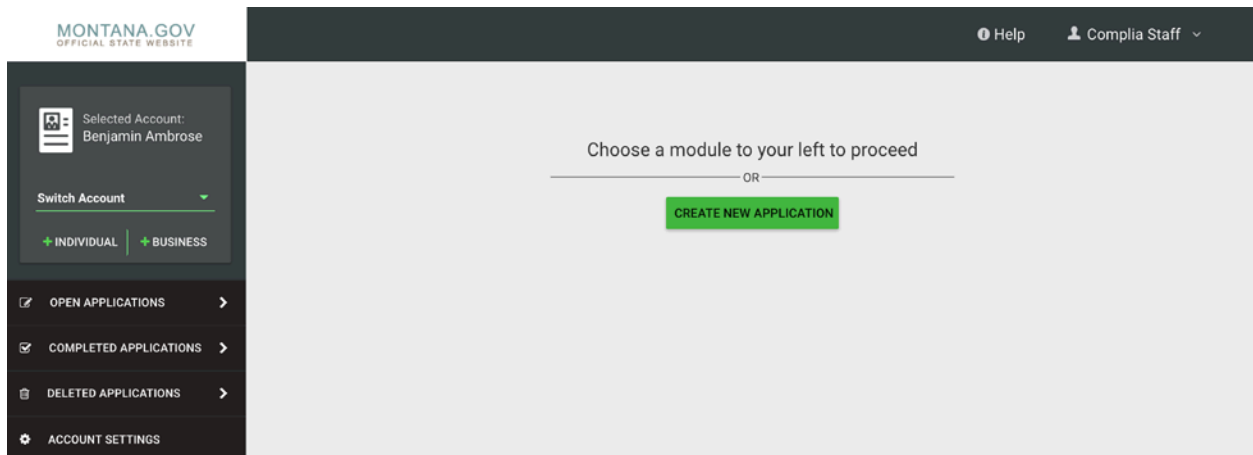 MONTANA.GOV
OFFICIAL STATE WEBSITE
Help
Complia Staff
Selected Account:
Benjamin Ambrose
Switch Account
+ INDIVIDUAL
+ BUSINESS
OPEN APPLICATIONS
COMPLETED APPLICATIONS
DELETED APPLICATIONS
ACCOUNT SETTINGS
Choose a module to your left to proceed
OR
CREATE NEW APPLICATION